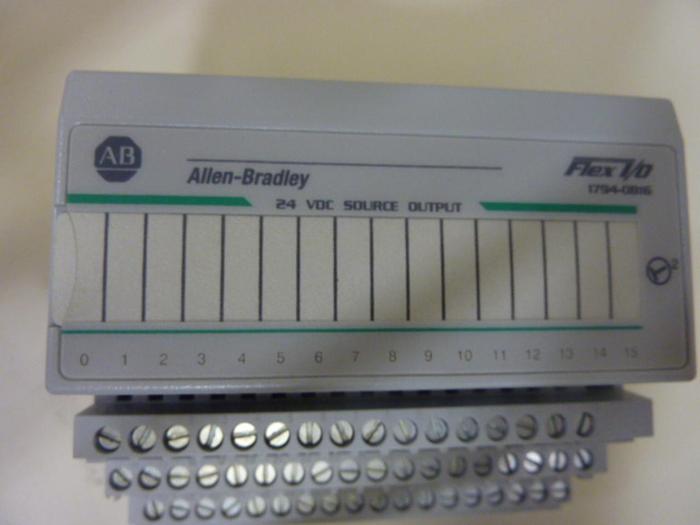 AB
Allen-Bradley
Flex I/O
1794-OB16
24 VDC SOURCE OUTPUT
2
0 1 2 3 4 5 6 7 8 9 10 11 12 13 14 15